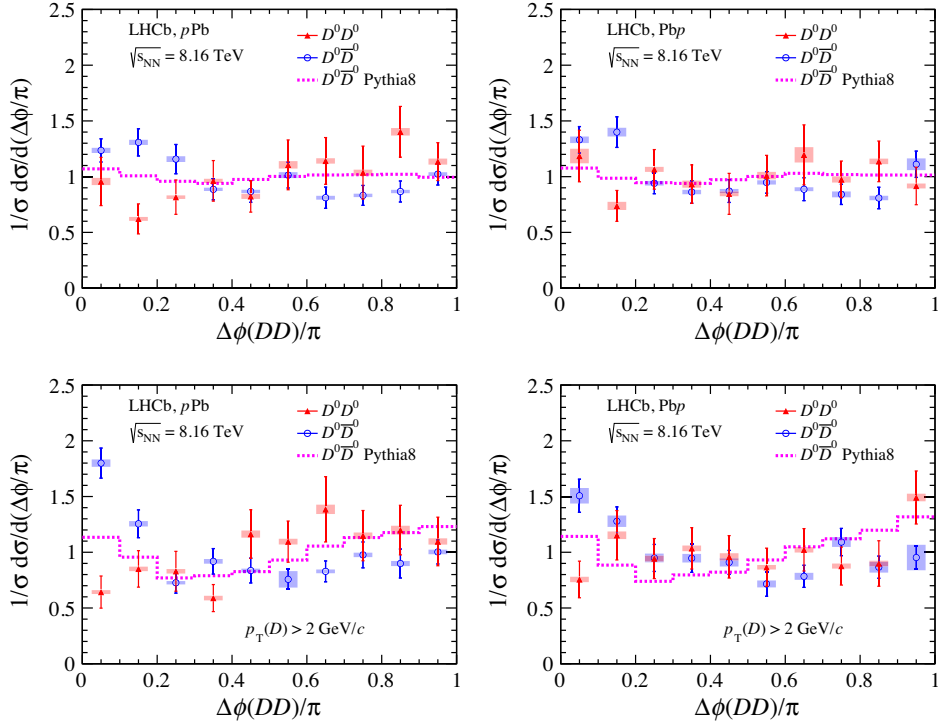 LHCb, pPb
√sNN = 8.16 TeV
D⁰D⁰
D⁰D̅⁰
D⁰D̅⁰ Pythia8
1/σ dσ/d(Δϕ/π)
2.5
2
1.5
1
0.5
0
0 0.2 0.4 0.6 0.8 1
Δϕ(DD)/π
LHCb, Pbp
√sNN = 8.16 TeV
D⁰D⁰
D⁰D̅⁰
D⁰D̅⁰ Pythia8
1/σ dσ/d(Δϕ/π)
2.5
2
1.5
1
0.5
0
0 0.2 0.4 0.6 0.8 1
Δϕ(DD)/π
LHCb, pPb
√sNN = 8.16 TeV
D⁰D⁰
D⁰D̅⁰
D⁰D̅⁰ Pythia8
1/σ dσ/d(Δϕ/π)
2.5
2
1.5
1
0.5
0
pT(D) > 2 GeV/c
0 0.2 0.4 0.6 0.8 1
Δϕ(DD)/π
LHCb, Pbp
√sNN = 8.16 TeV
D⁰D⁰
D⁰D̅⁰
D⁰D̅⁰ Pythia8
1/σ dσ/d(Δϕ/π)
2.5
2
1.5
1
0.5
0
pT(D) > 2 GeV/c
0 0.2 0.4 0.6 0.8 1
Δϕ(DD)/π